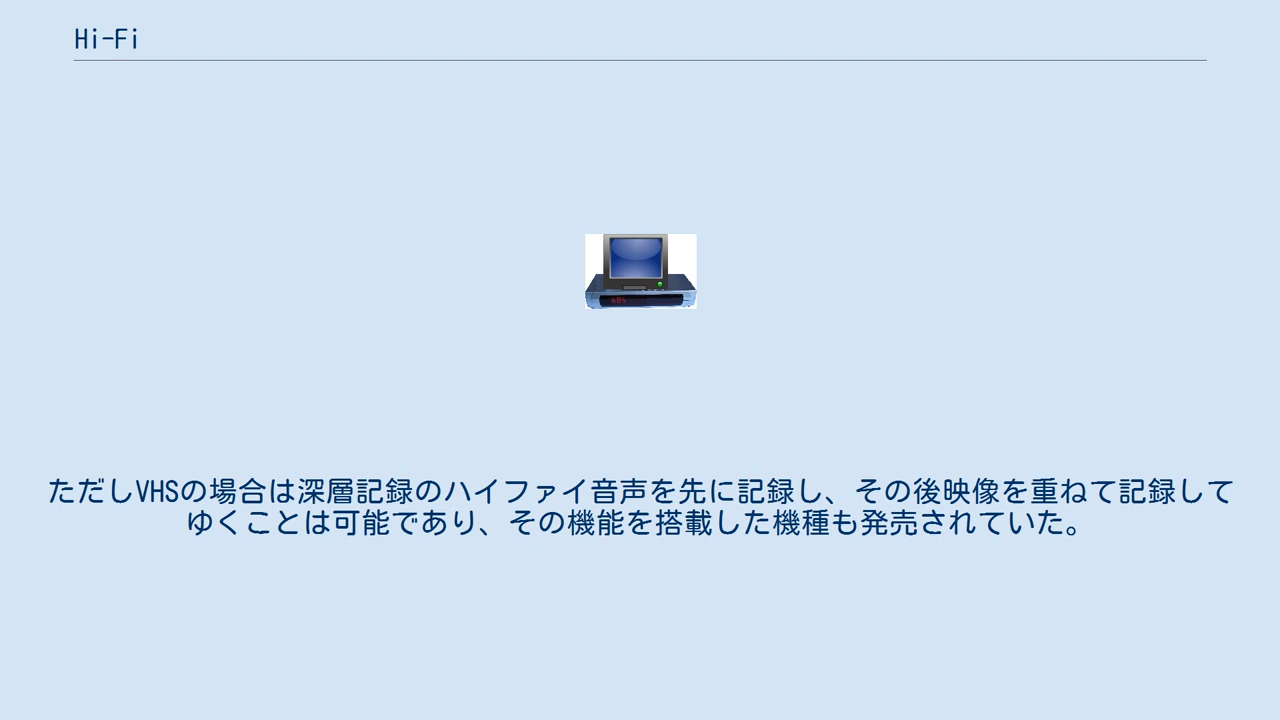 Hi-Fi
ただしVHSの場合は深層記録のハイファイ音声を先に記録し、その後映像を重ねて記録して
ゆくことは可能であり、その機能を搭載した機種も発売されていた。